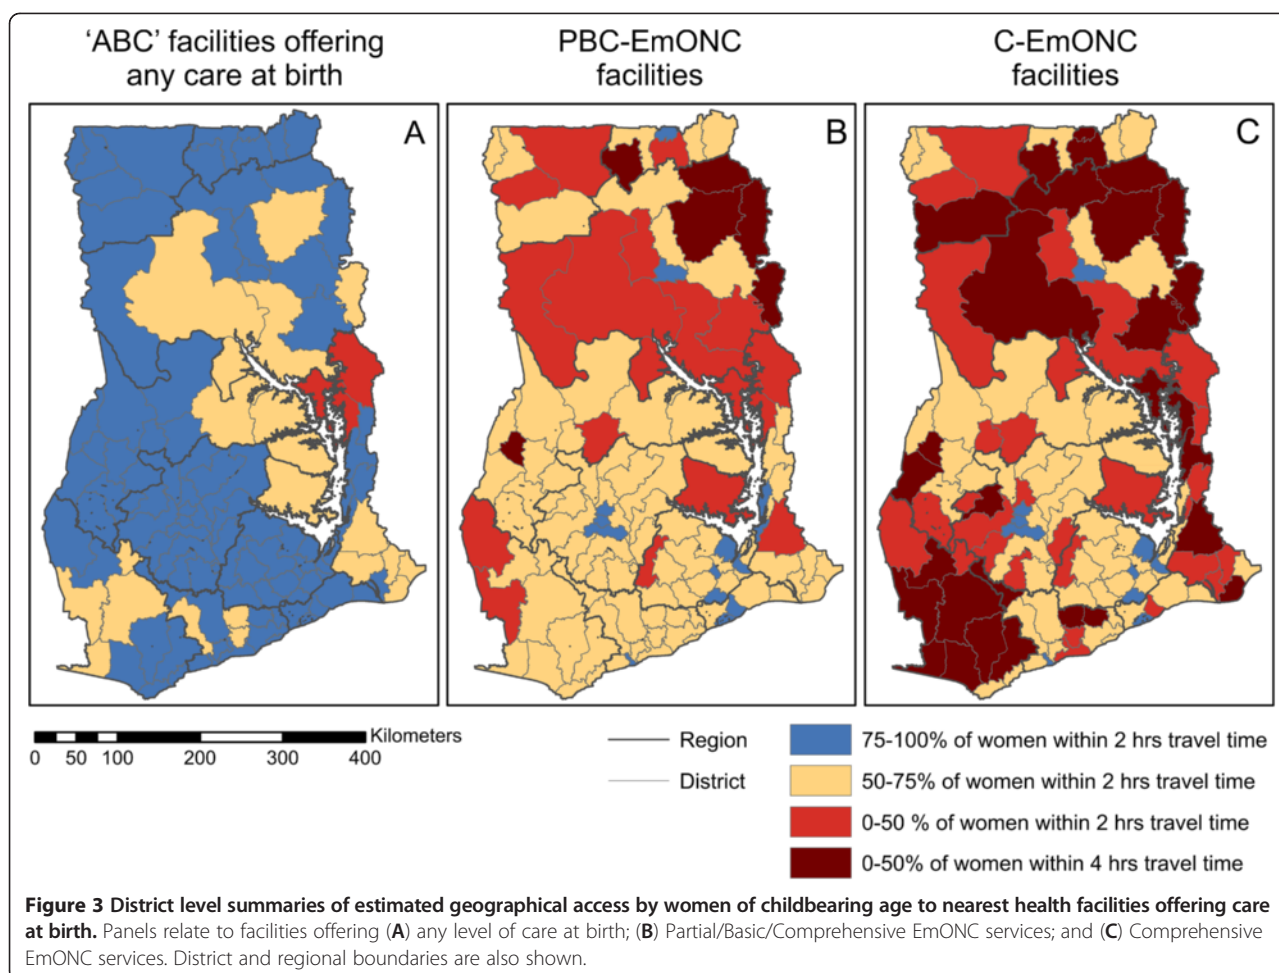 ‘ABC’ facilities offering
any care at birth
PBC-EmONC
facilities
C-EmONC
facilities
A
B
C
Kilometers
0 50 100 200 300 400
Region
District
75-100% of women within 2 hrs travel time
50-75% of women within 2 hrs travel time
0-50 % of women within 2 hrs travel time
0-50% of women within 4 hrs travel time
Figure 3 District level summaries of estimated geographical access by women of childbearing age to nearest health facilities offering care
at birth. Panels relate to facilities offering (A) any level of care at birth; (B) Partial/Basic/Comprehensive EmONC services; and (C) Comprehensive
EmONC services. District and regional boundaries are also shown.